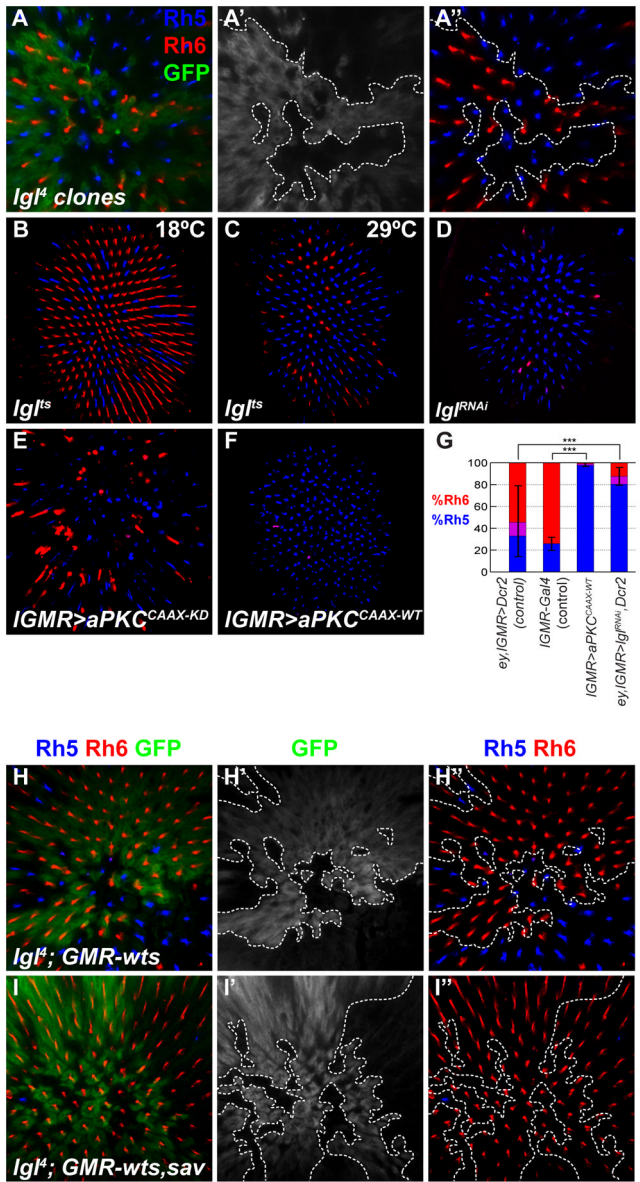 A Rh5 A' A"
Rh6
GFP
lgl4 clones
B 18ºC C 29ºC D
lglts lglts lglRNAi
E F G
lGMR>aPKCCAAX-KD lGMR>aPKCCAAX-WT
***
***
100
80
60
40
20
0
%Rh6
%Rh5
ey,lGMR>Dcr2 (control)
lGMR-Gal4 (control)
lGMR>aPKCCAAX-WT
ey,lGMR>lglRNAi,Dcr2
Rh5 Rh6 GFP GFP Rh5 Rh6
H H' H"
lgl4; GMR-wts
I I' I"
lgl4; GMR-wts,sav